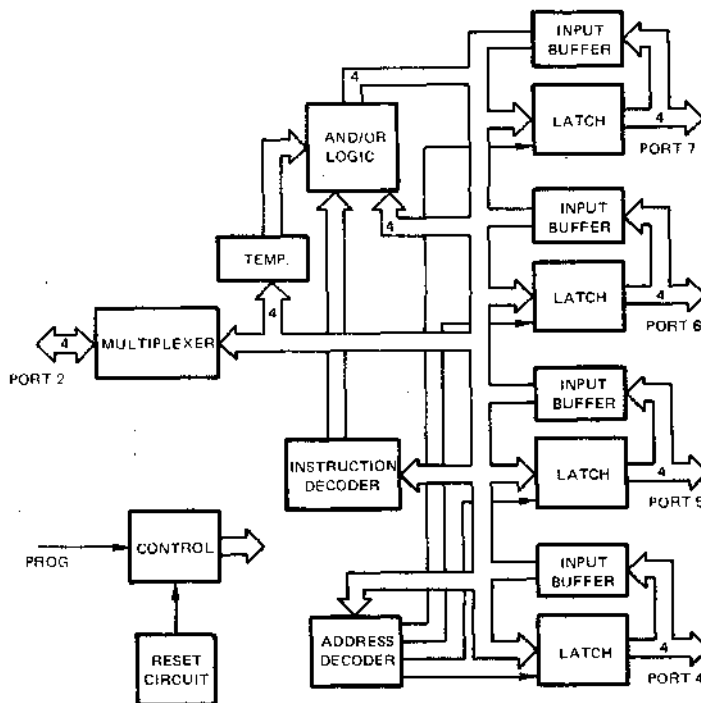 INPUT
BUFFER
4
AND/OR
LOGIC
LATCH
4
PORT 7
INPUT
BUFFER
4
TEMP.
LATCH
4
PORT 6
4
4
MULTIPLEXER
PORT 2
INPUT
BUFFER
INSTRUCTION
DECODER
LATCH
4
PORT 5
CONTROL
PROG
INPUT
BUFFER
RESET
CIRCUIT
ADDRESS
DECODER
LATCH
4
PORT 4